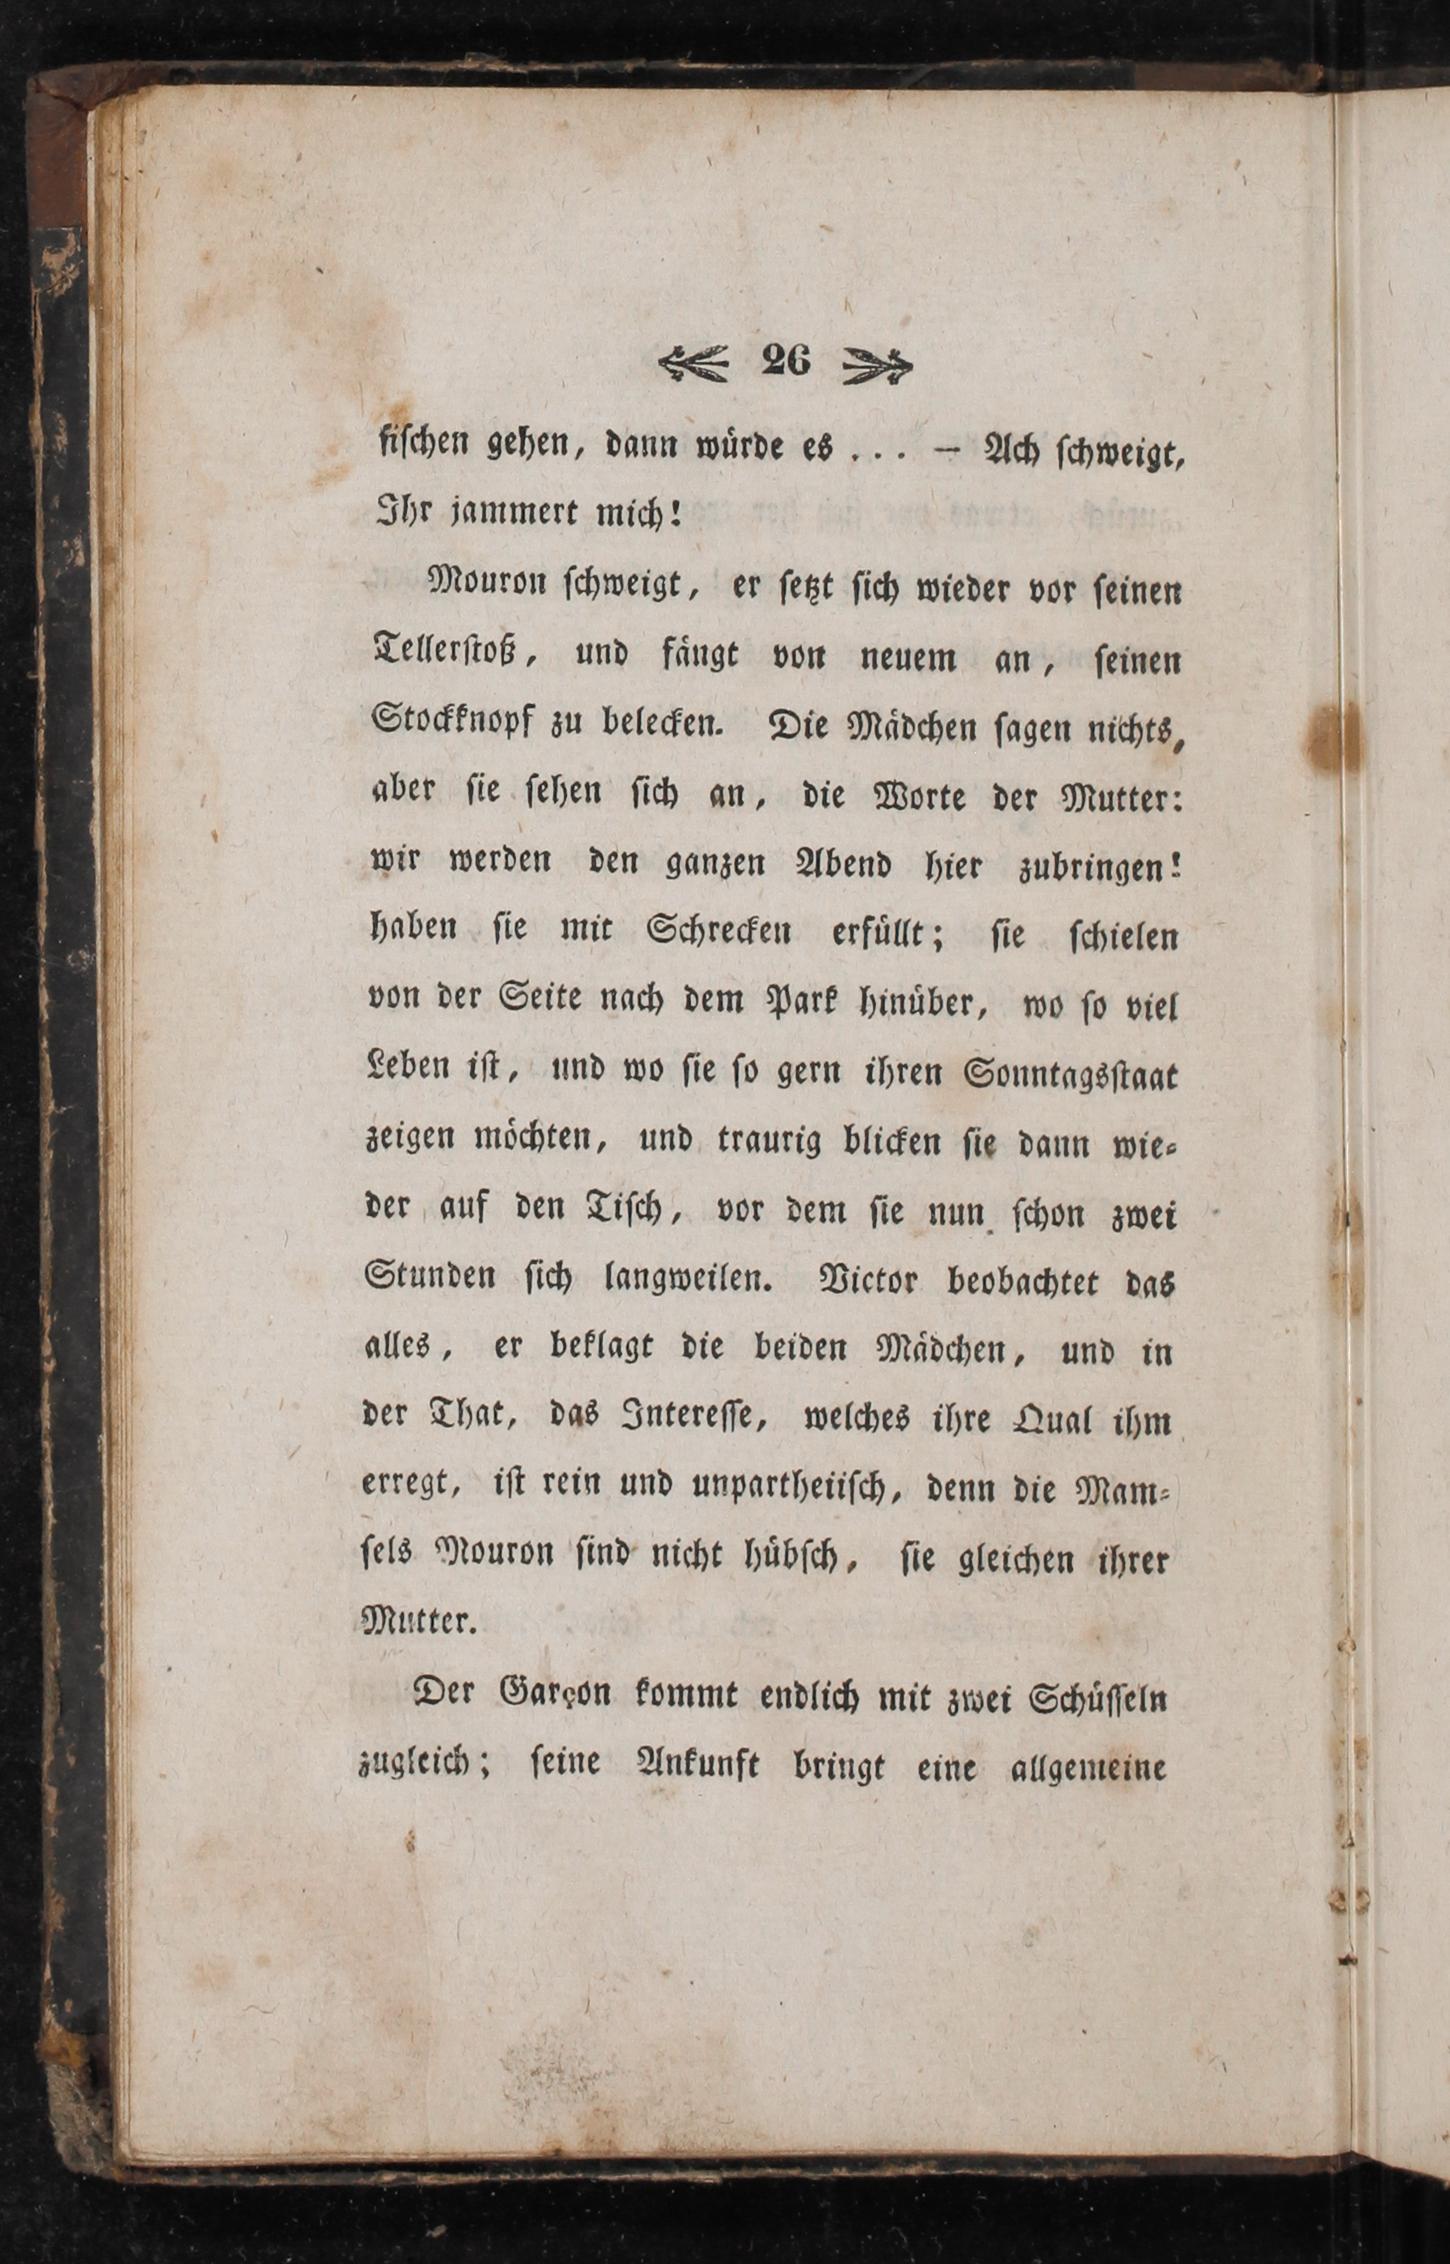 26
fischen gehen, dann würde es ... — Ach schweigt,
Ihr jammert mich!
Mouron schweigt, er setzt sich wieder vor seinen
Tellerstoß, und fängt von neuem an, seinen
Stockknopf zu belecken. Die Mädchen sagen nichts,
aber sie sehen sich an, die Worte der Mutter:
wir werden den ganzen Abend hier zubringen!
haben sie mit Schrecken erfüllt; sie schielen
von der Seite nach dem Park hinüber, wo so viel
Leben ist, und wo sie so gern ihren Sonntagsstaat
zeigen möchten, und traurig blicken sie dann wie-
der auf den Tisch, vor dem sie nun schon zwei
Stunden sich langweilen. Victor beobachtet das
alles, er beklagt die beiden Mädchen, und in
der That, das Interesse, welches ihre Qual ihm
erregt, ist rein und unpartheiisch, denn die Mam-
sels Mouron sind nicht hübsch, sie gleichen ihrer
Mutter.
Der Garçon kommt endlich mit zwei Schüsseln
zugleich; seine Ankunft bringt eine allgemeine